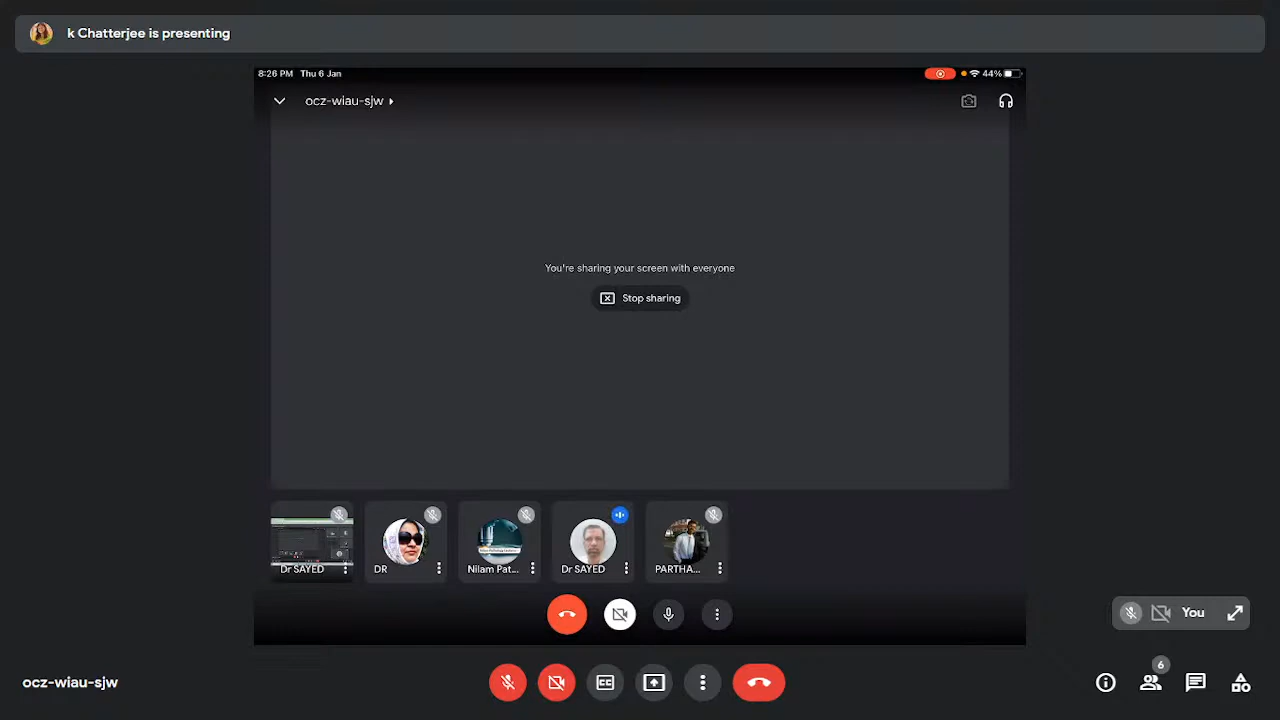 k Chatterjee is presenting
8:26 PM Thu 6 Jan
44%
ocz-wiau-sjw
You're sharing your screen with everyone
Stop sharing
Dr SAYED
DR
Nilam Pat...
Dr SAYED
PARTHA...
You
ocz-wiau-sjw
CC
6